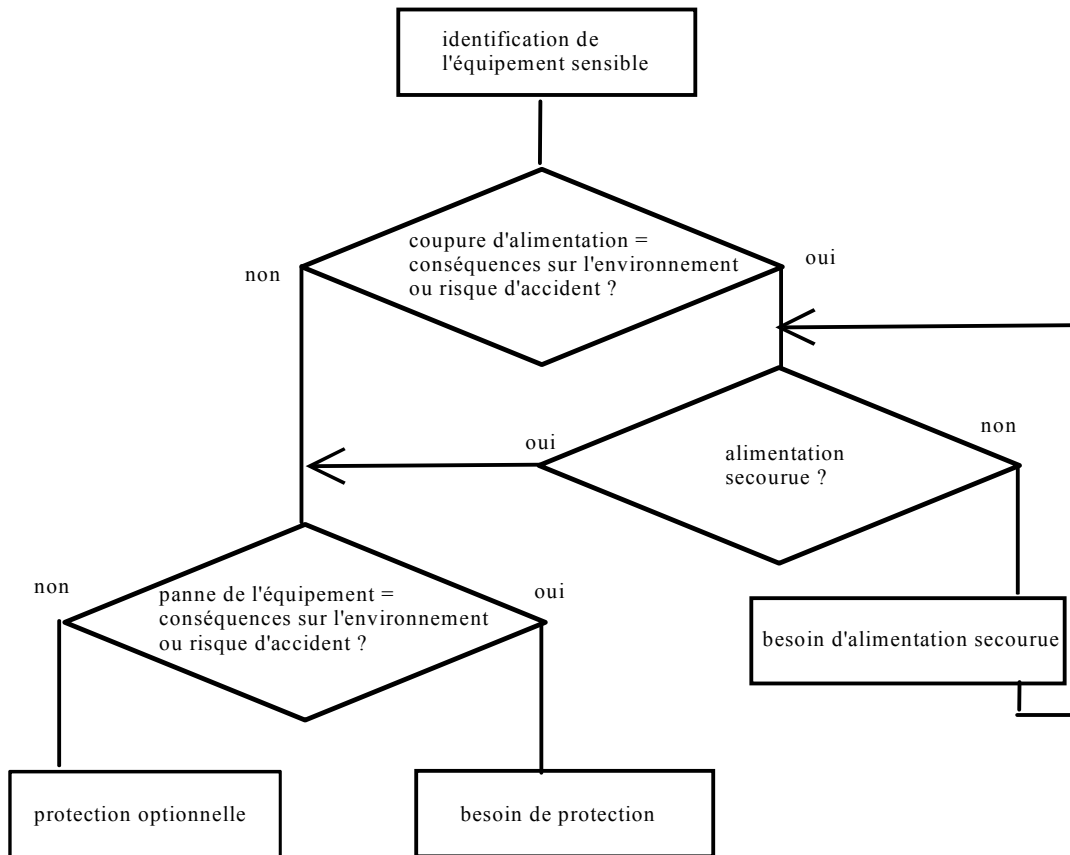 identification de
l'équipement sensible
coupure d'alimentation =
conséquences sur l'environnement
ou risque d'accident ?
non
oui
alimentation
secourue ?
oui
non
panne de l'équipement =
conséquences sur l'environnement
ou risque d'accident ?
non
oui
besoin d'alimentation secourue
protection optionnelle
besoin de protection